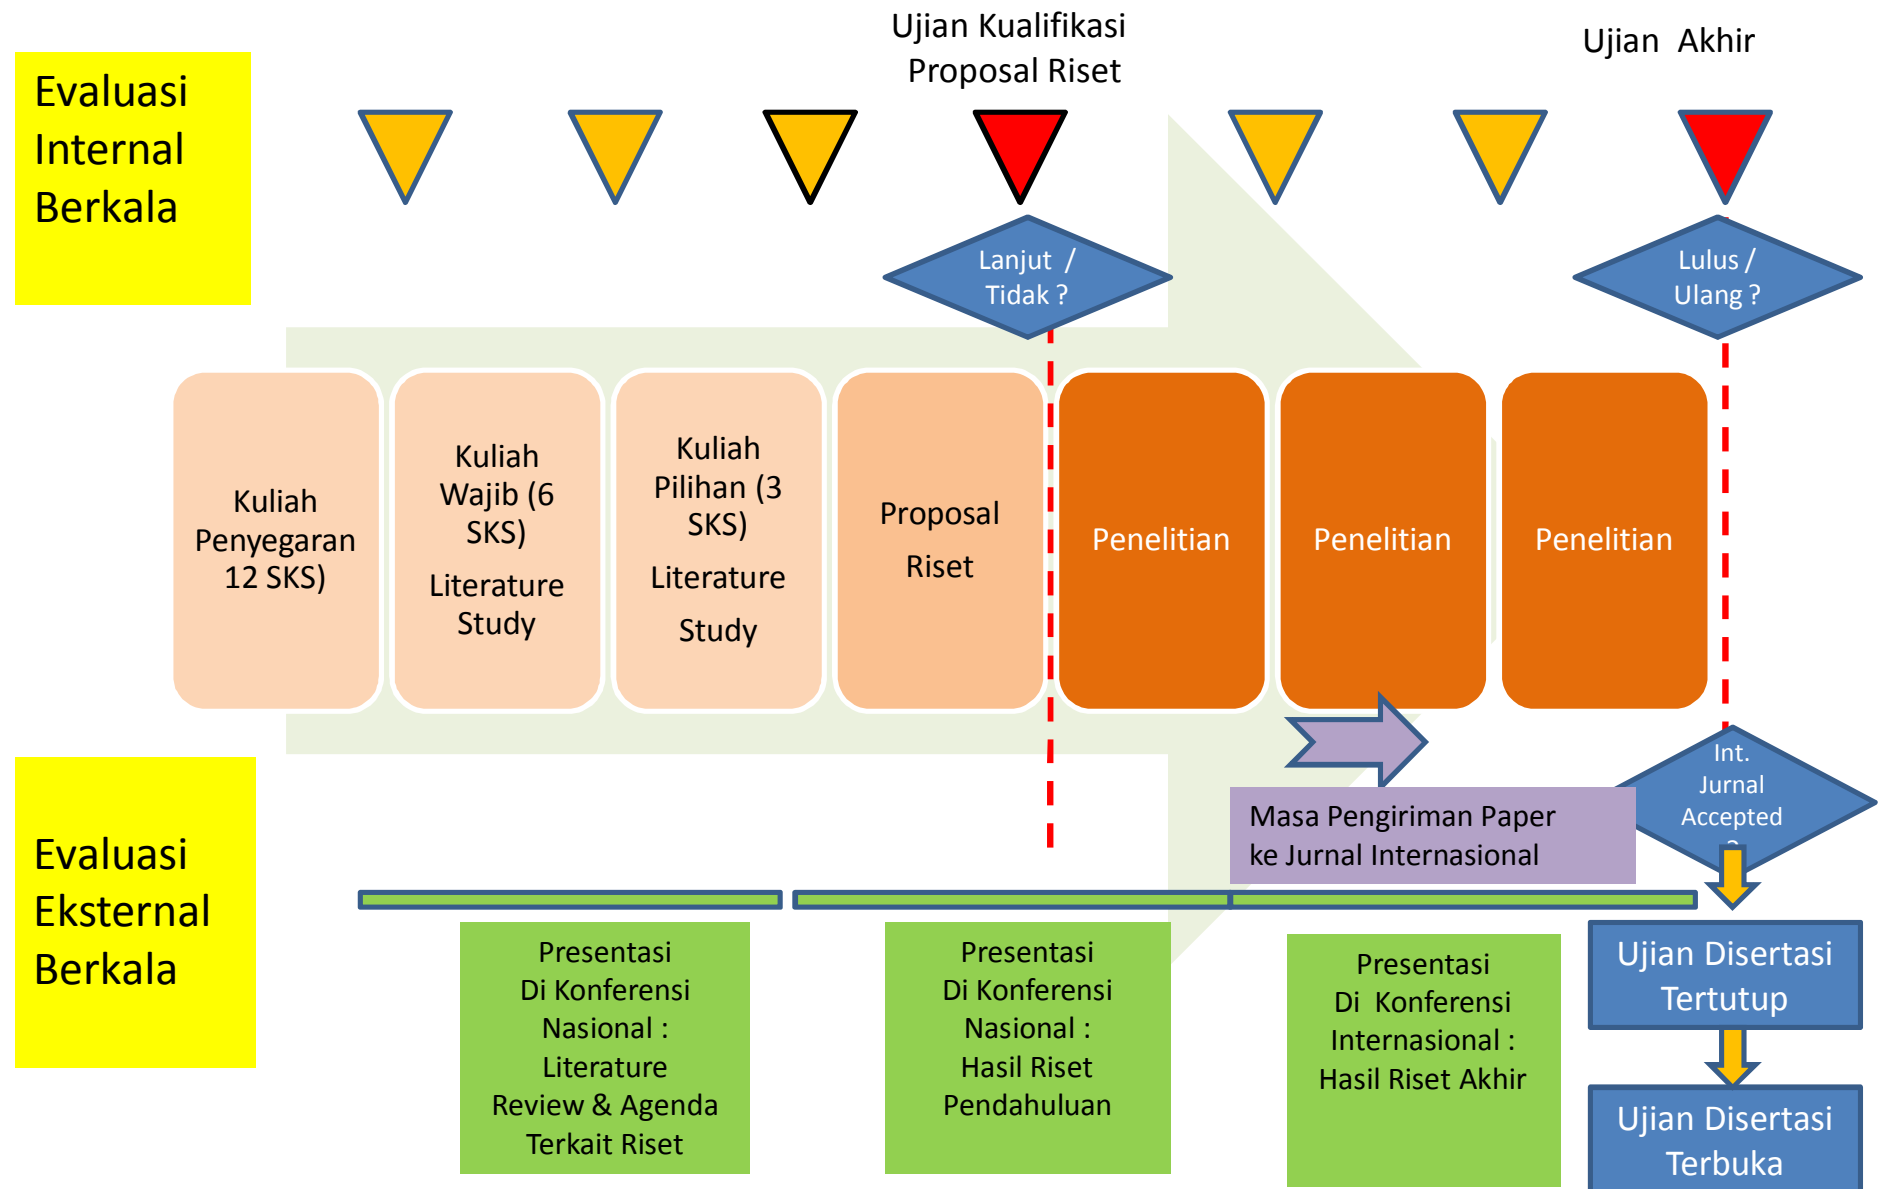 Ujian Kualifikasi
Proposal Riset
Ujian Akhir
Evaluasi
Internal
Berkala
Lanjut /
Tidak ?
Lulus /
Ulang ?
Kuliah
Penyegaran
12 SKS)
Kuliah
Wajib (6
SKS)
Literature
Study
Kuliah
Pilihan (3
SKS)
Literature
Study
Proposal
Riset
Penelitian
Penelitian
Penelitian
Int.
Jurnal
Accepted
?
Masa Pengiriman Paper
ke Jurnal Internasional
Evaluasi
Eksternal
Berkala
Presentasi
Di Konferensi
Nasional :
Literature
Review & Agenda
Terkait Riset
Presentasi
Di Konferensi
Nasional :
Hasil Riset
Pendahuluan
Presentasi
Di Konferensi
Internasional :
Hasil Riset Akhir
Ujian Disertasi
Tertutup
Ujian Disertasi
Terbuka